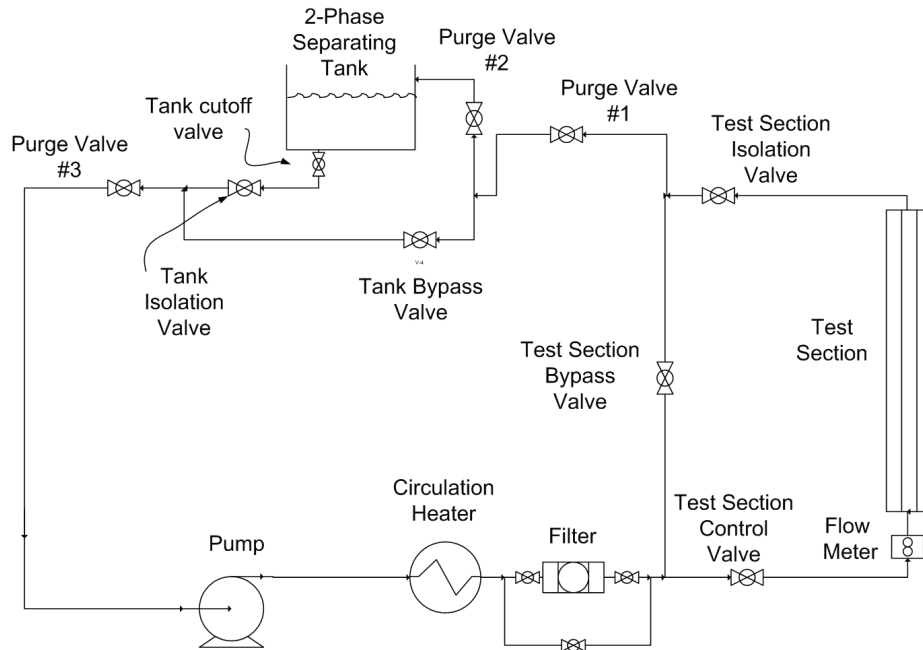 2-Phase
Separating
Tank
Purge Valve
#2
Purge Valve
#1
Tank cutoff
valve
Test Section
Isolation
Valve
Purge Valve
#3
V-4
Tank
Isolation
Valve
Tank Bypass
Valve
Test
Section
Test Section
Bypass
Valve
Circulation
Heater
Test Section
Control
Valve
Flow
Meter
Pump
Filter